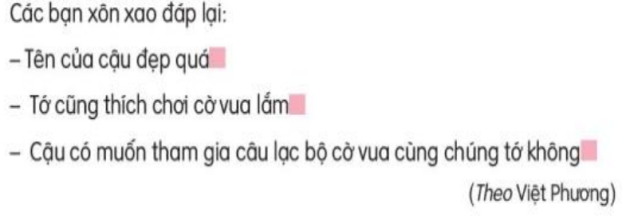 Các bạn xôn xao đáp lại:
– Tên của cậu đẹp quá
– Tớ cũng thích chơi cờ vua lắm
– Cậu có muốn tham gia câu lạc bộ cờ vua cùng chúng tớ không
(Theo Việt Phương)